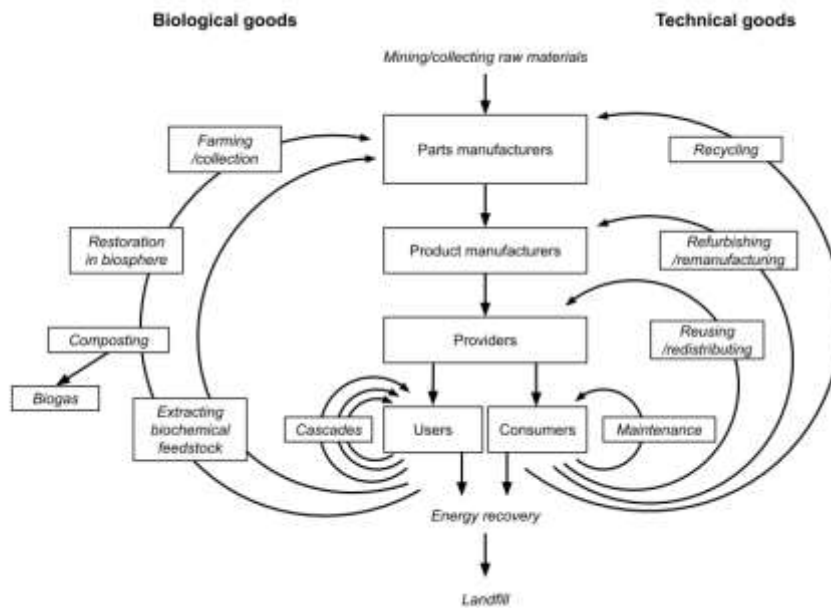 Biological goods
Technical goods
Mining/collecting raw materials
Farming
/collection
Parts manufacturers
Recycling
Restoration
in biosphere
Product manufacturers
Refurbishing
/remanufacturing
Composting
Providers
Reusing
/redistributing
Biogas
Extracting
biochemical
feedstock
Cascades
Users
Consumers
Maintenance
Energy recovery
Landfill